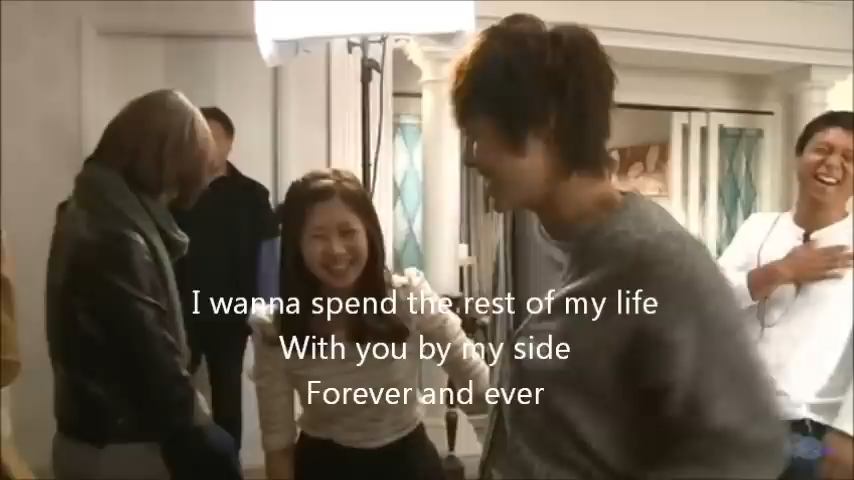 I wanna spend the rest of my life
With you by my side
Forever and ever